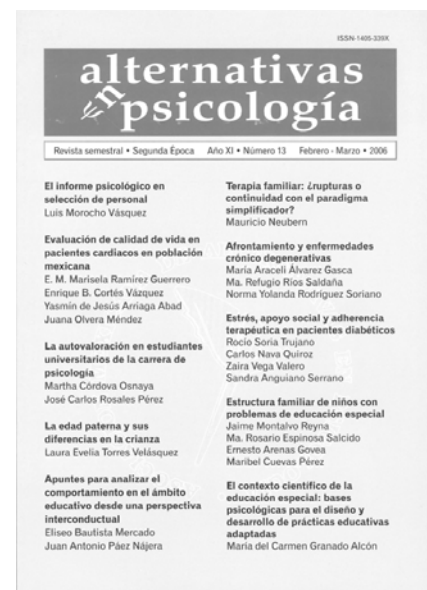 ISSN-1405-339X
alternativas
en psicología
Revista semestral • Segunda Época Año XI • Número 13 Febrero - Marzo • 2006
El informe psicológico en
selección de personal
Luis Morocho Vásquez
Evaluación de calidad de vida en
pacientes cardiacos en población
mexicana
E. M. Marisela Ramírez Guerrero
Enrique B. Cortés Vázquez
Yasmin de Jesús Arriaga Abad
Juana Olvera Méndez
La autovaloración en estudiantes
universitarios de la carrera de
psicología
Martha Córdova Osnaya
José Carlos Rosales Pérez
La edad paterna y sus
diferencias en la crianza
Laura Evelia Torres Velásquez
Apuntes para analizar el
comportamiento en el ámbito
educativo desde una perspectiva
interconductual
Eliseo Bautista Mercado
Juan Antonio Páez Nájera
Terapia familiar: ¿rupturas o
continuidad con el paradigma
simplificador?
Mauricio Neubern
Afrontamiento y enfermedades
crónico degenerativas
María Araceli Álvarez Gasca
Ma. Refugio Ríos Saldaña
Norma Yolanda Rodríguez Soriano
Estrés, apoyo social y adherencia
terapéutica en pacientes diabéticos
Rocío Soria Trujano
Carlos Nava Quiroz
Zaira Vega Valero
Sandra Anguiano Serrano
Estructura familiar de niños con
problemas de educación especial
Jaime Montalvo Reyna
Ma. Rosario Espinosa Salcido
Ernesto Arenas Govea
Maribel Cuevas Pérez
El contexto científico de la
educación especial: bases
psicológicas para el diseño y
desarrollo de prácticas educativas
adaptadas
María del Carmen Granado Alcón